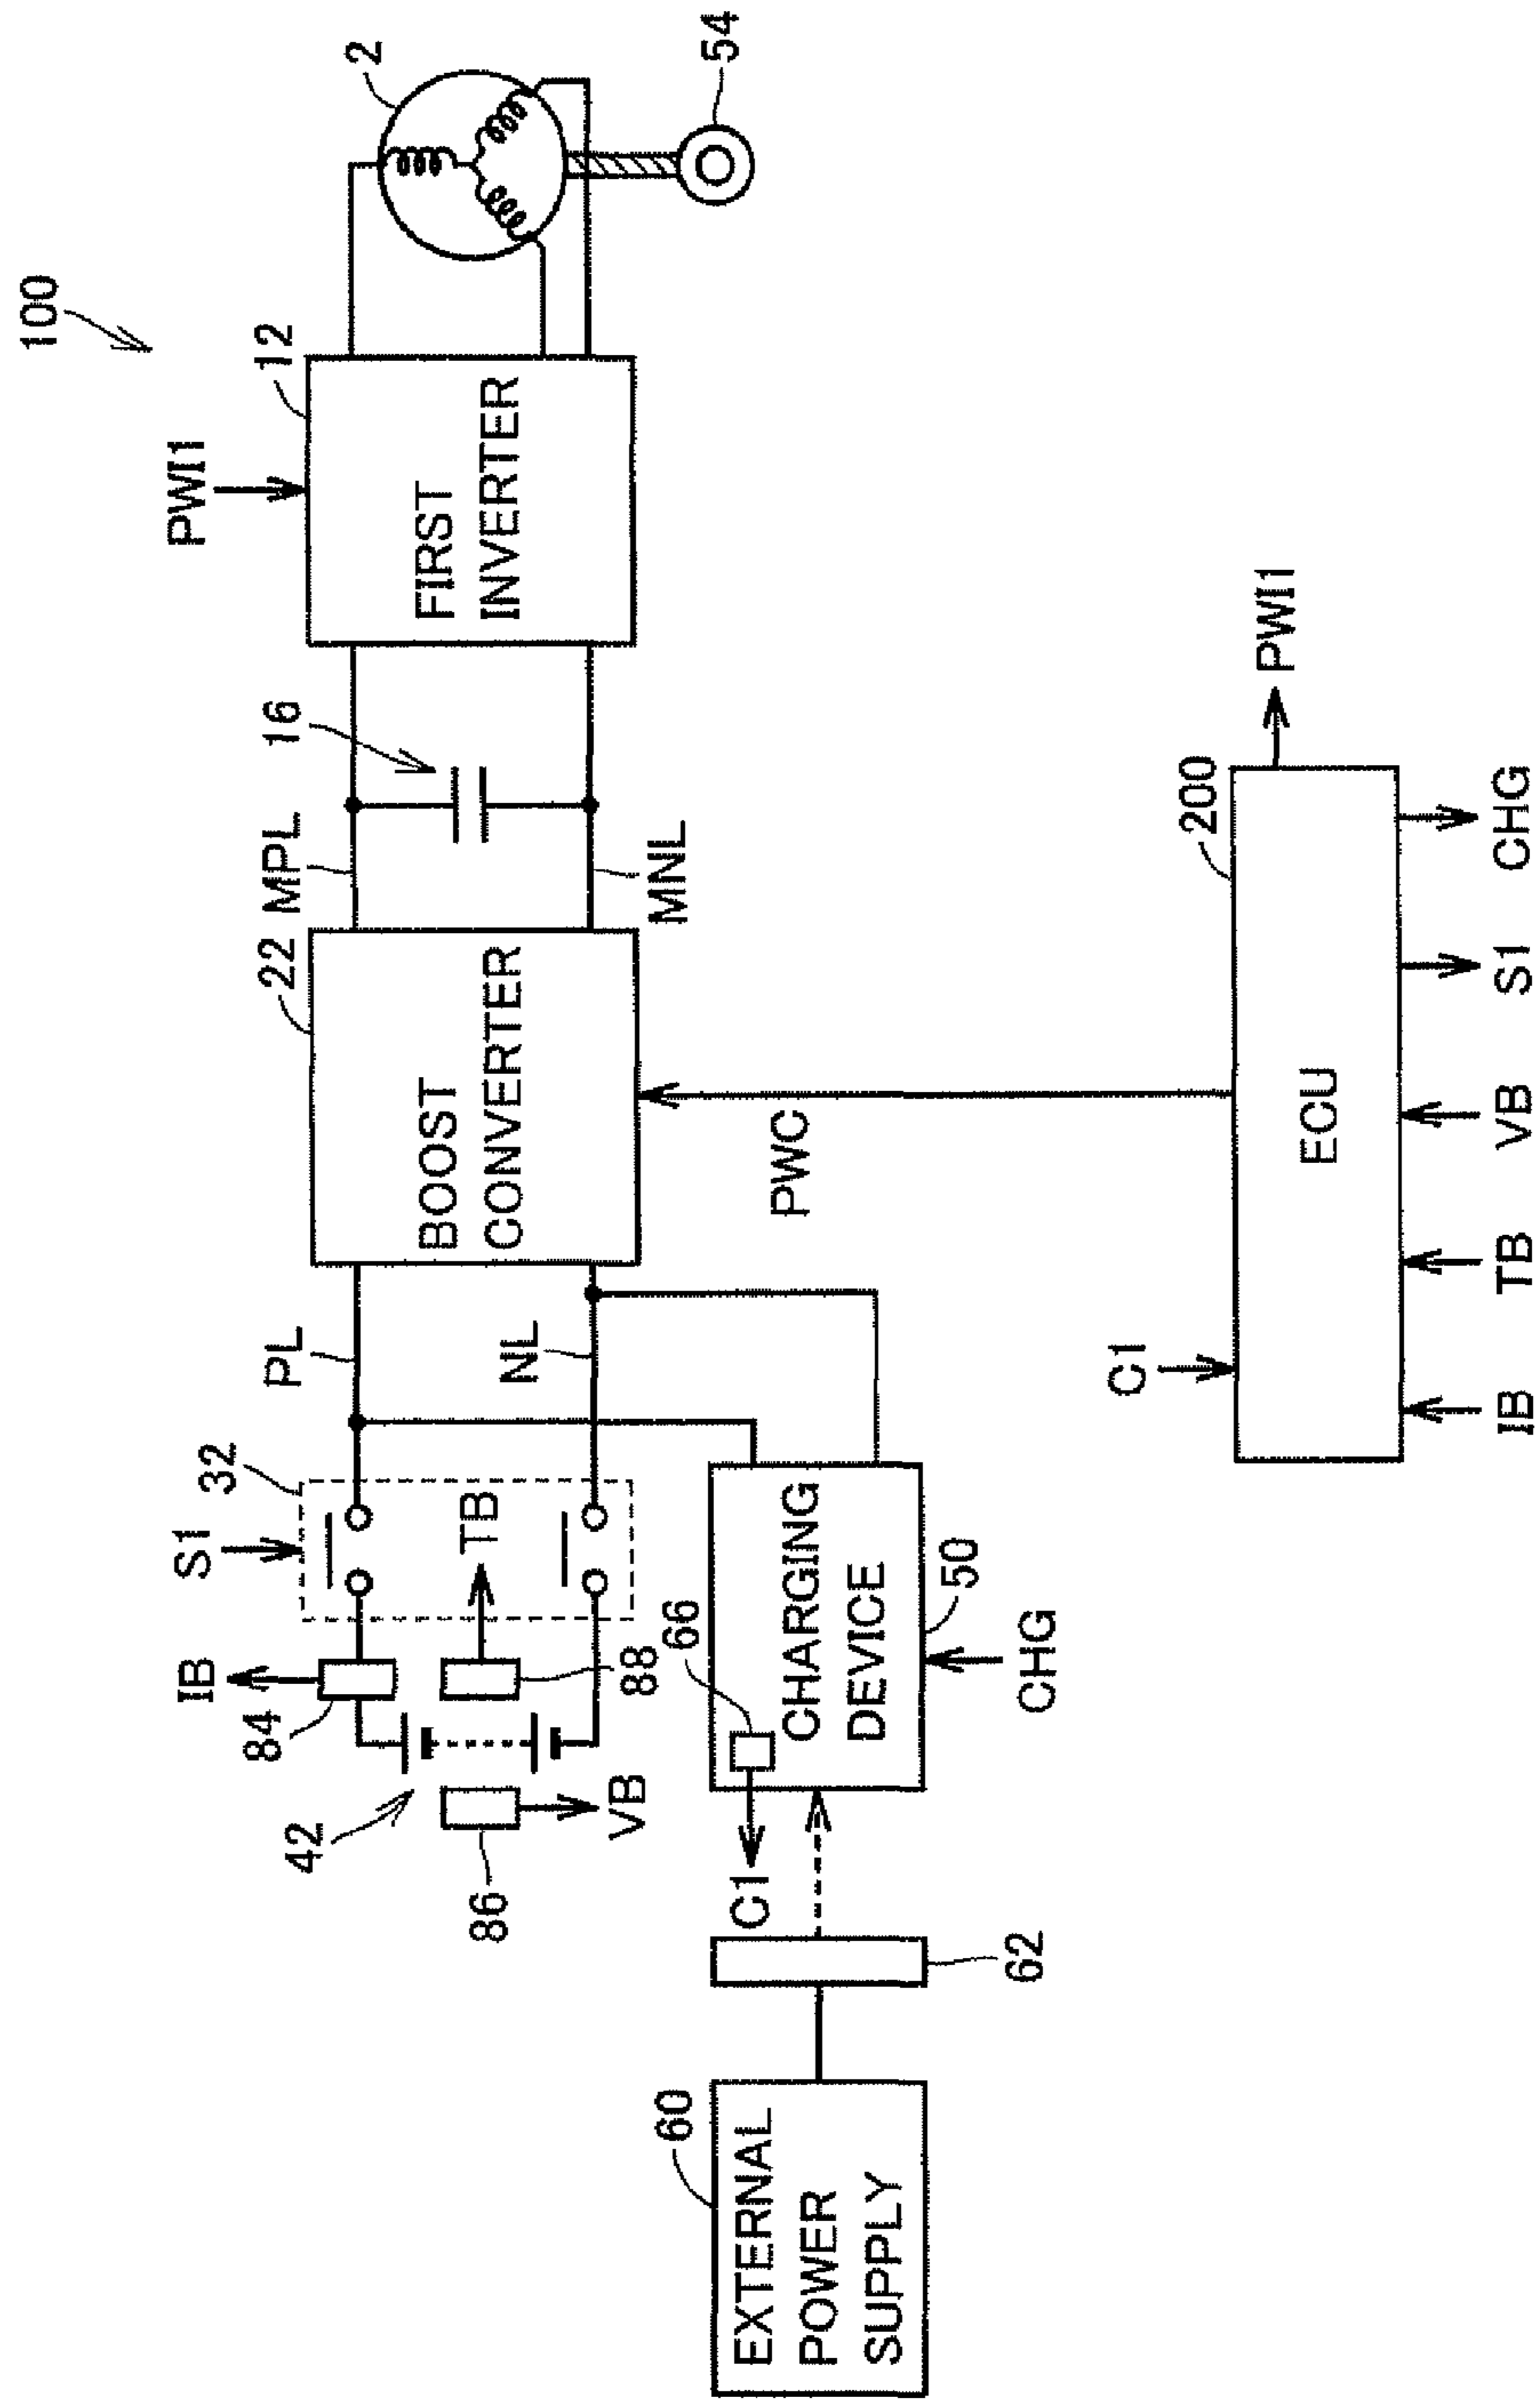 100
PWI1
2
12
FIRST
INVERTER
54
16
MPL
MNL
22
BOOST
CONVERTER
PWC
PL
NL
32
S1
TB
IB
84
88
42
86
VB
66
CHARGING
DEVICE
50
CHG
C1
62
60
EXTERNAL
POWER
SUPPLY
200
ECU
PWI1
C1
IB
TB
VB
S1
CHG